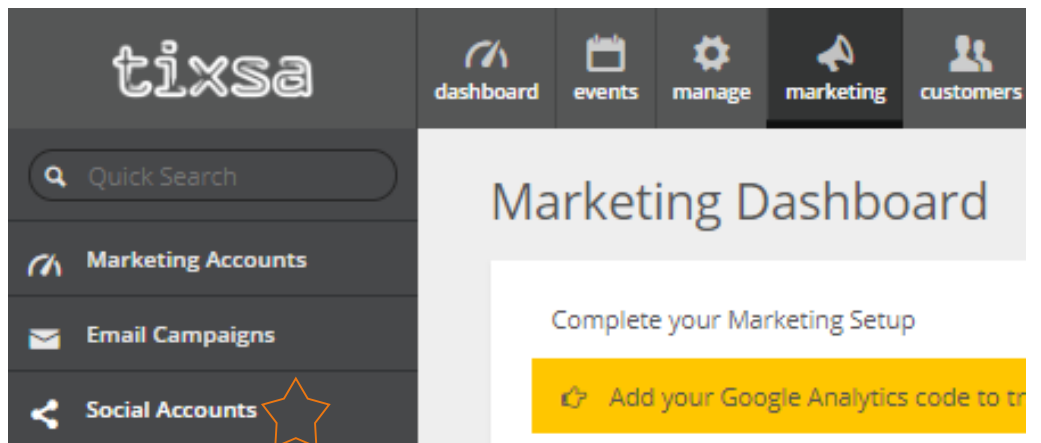 tixsa
dashboard
events
manage
marketing
customers
Quick Search
Marketing Accounts
Email Campaigns
Social Accounts
Marketing Dashboard
Complete your Marketing Setup
Add your Google Analytics code to tr